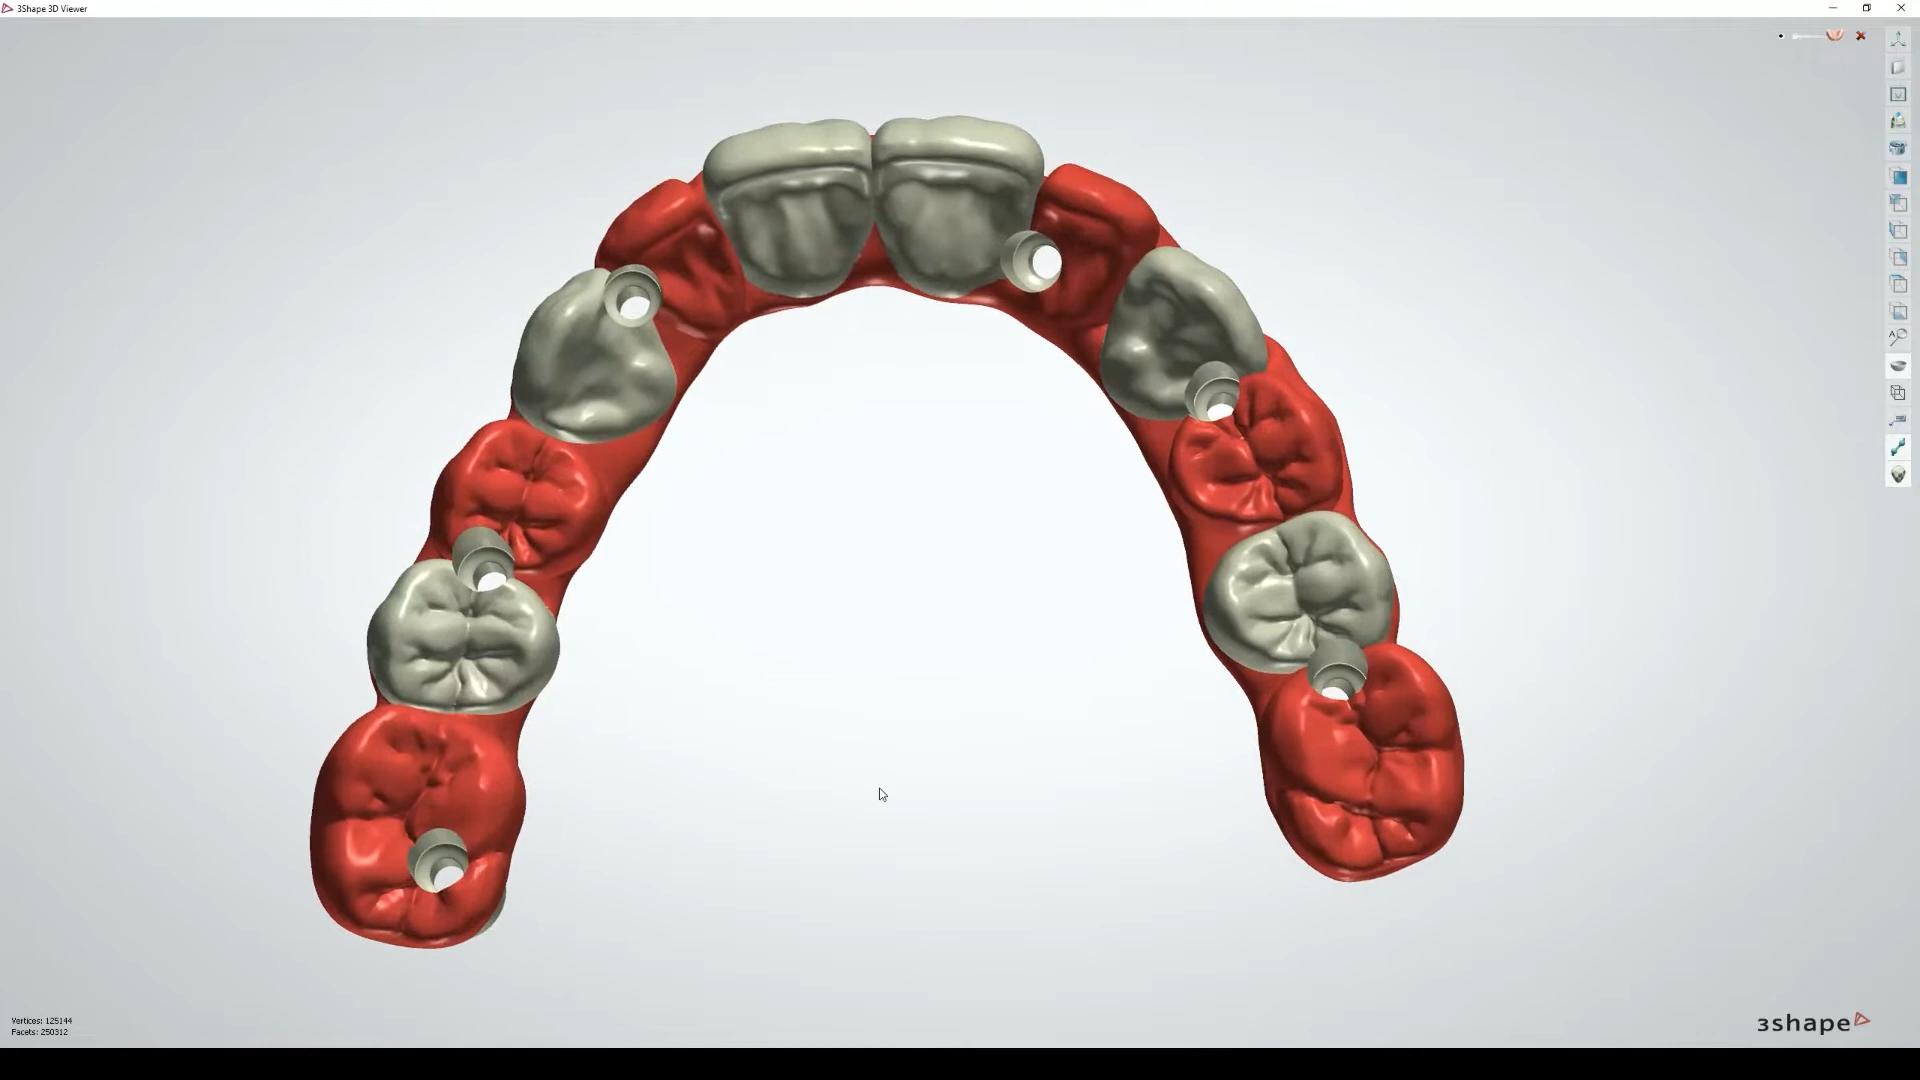 3Shape 3D Viewer
A
Vertices: 125144
Facets: 250312
3shape